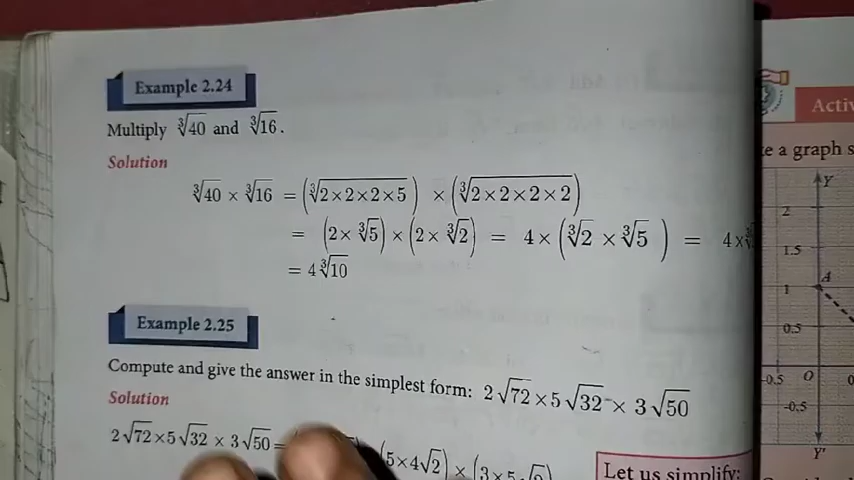 Example 2.24
Multiply ∛40 and ∛16.
Solution
∛40 × ∛16 = (∛2×2×2×5) × (∛2×2×2×2)
= (2× ∛5) × (2× ∛2) = 4 × (∛2 × ∛5) = 4×
= 4∛10
Example 2.25
Compute and give the answer in the simplest form: 2√72 × 5√32 × 3√50
Solution
2√72 × 5√32 × 3√50 =
(5×4√2) × (3×5
Let us simplify:
Y
2
1.5
1
A
0.5
-0.5
O
-0.5
Y'
e a graph s